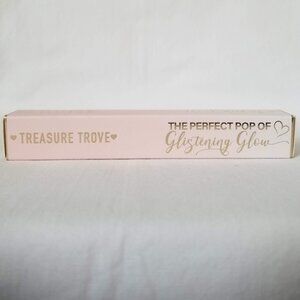 ♥TREASURE TROVE♥
THE PERFECT POP OF
Glistening Glow